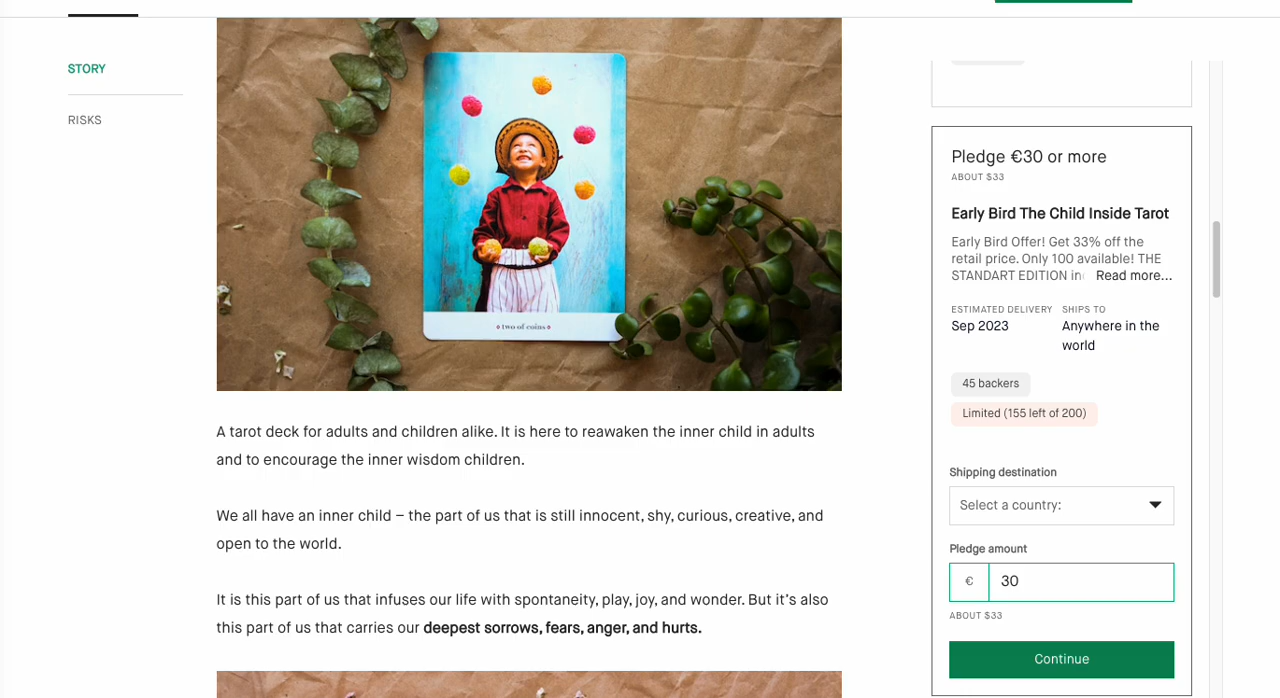 STORY
RISKS
two of coins
A tarot deck for adults and children alike. It is here to reawaken the inner child in adults
and to encourage the inner wisdom children.
We all have an inner child – the part of us that is still innocent, shy, curious, creative, and
open to the world.
It is this part of us that infuses our life with spontaneity, play, joy, and wonder. But it's also
this part of us that carries our deepest sorrows, fears, anger, and hurts.
Pledge €30 or more
ABOUT $33
Early Bird The Child Inside Tarot
Early Bird Offer! Get 33% off the
retail price. Only 100 available! THE
STANDART EDITION in Read more...
ESTIMATED DELIVERY
Sep 2023
SHIPS TO
Anywhere in the
world
45 backers
Limited (155 left of 200)
Shipping destination
Select a country:
Pledge amount
€ 30
ABOUT $33
Continue